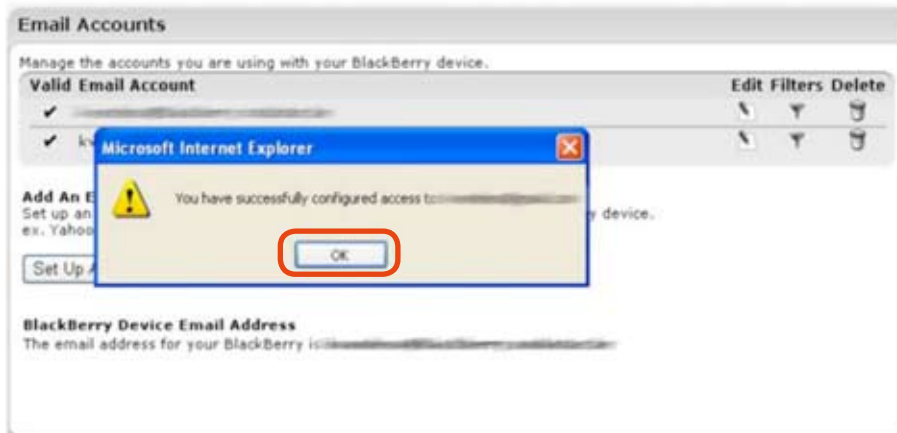 Email Accounts
Manage the accounts you are using with your BlackBerry device.
Valid Email Account Edit Filters Delete
Microsoft Internet Explorer
You have successfully configured access to
Add An E
Set up an y device.
ex. Yahoo
OK
Set Up A
BlackBerry Device Email Address
The email address for your BlackBerry is